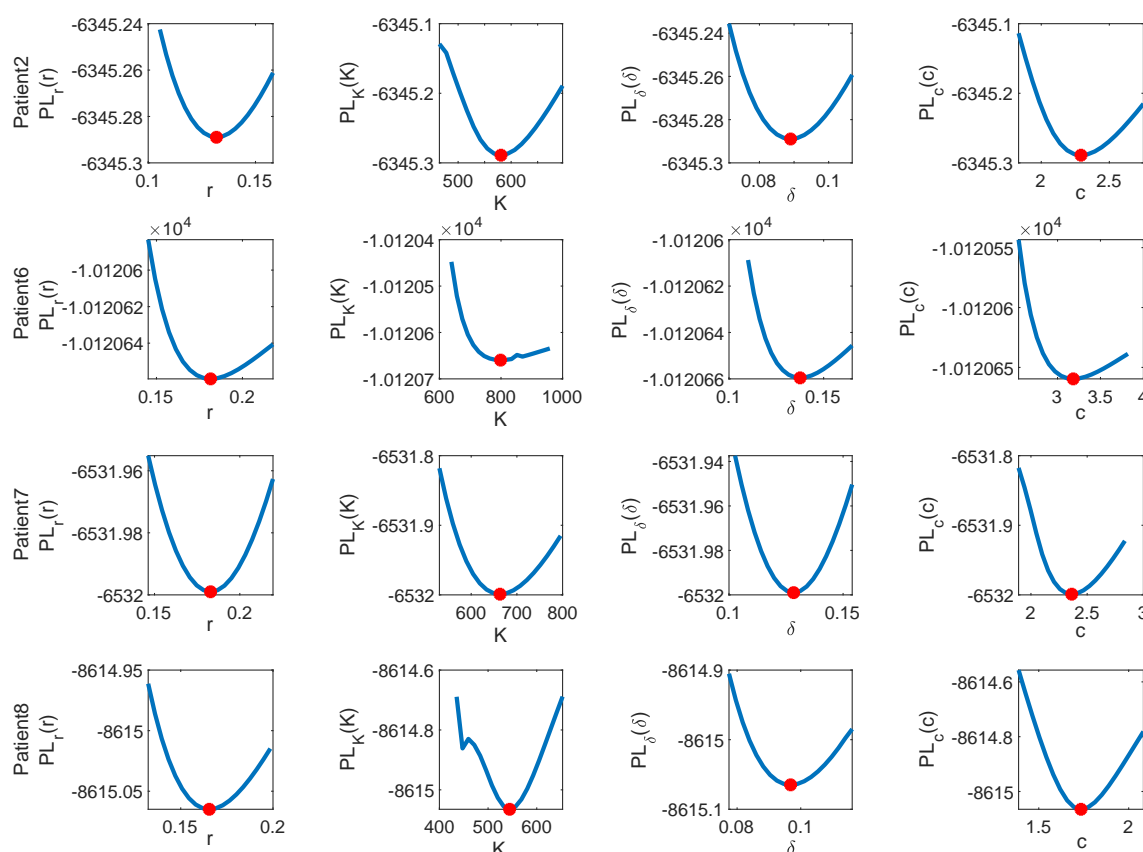 Patient2
PL_r(r)
-6345.24
-6345.26
-6345.28
-6345.3
0.1 0.15
r
PL_K(K)
-6345.1
-6345.2
-6345.3
500 600
K
PL_δ(δ)
-6345.24
-6345.26
-6345.28
-6345.3
0.08 0.1
δ
PL_c(c)
-6345.1
-6345.2
-6345.3
2 2.5
c
Patient6
PL_r(r)
×10^4
-1.01206
-1.012062
-1.012064
0.15 0.2
r
PL_K(K)
-1.01204
×10^4
-1.01205
-1.01206
-1.01207
600 800 1000
K
PL_δ(δ)
-1.01206
×10^4
-1.012062
-1.012064
-1.012066
0.1 0.15
δ
PL_c(c)
×10^4
-1.012055
-1.01206
-1.012065
3 3.5 4
c
Patient7
PL_r(r)
-6531.96
-6531.98
-6532
0.15 0.2
r
PL_K(K)
-6531.8
-6531.9
-6532
600 700 800
K
PL_δ(δ)
-6531.94
-6531.96
-6531.98
-6532
0.1 0.15
δ
PL_c(c)
-6531.8
-6531.9
-6532
2 2.5 3
c
Patient8
PL_r(r)
-8614.95
-8615
-8615.05
0.15 0.2
r
PL_K(K)
-8614.6
-8614.8
-8615
400 500 600
K
PL_δ(δ)
-8614.9
-8615
-8615.1
0.08 0.1
δ
PL_c(c)
-8614.6
-8614.8
-8615
1.5 2
c